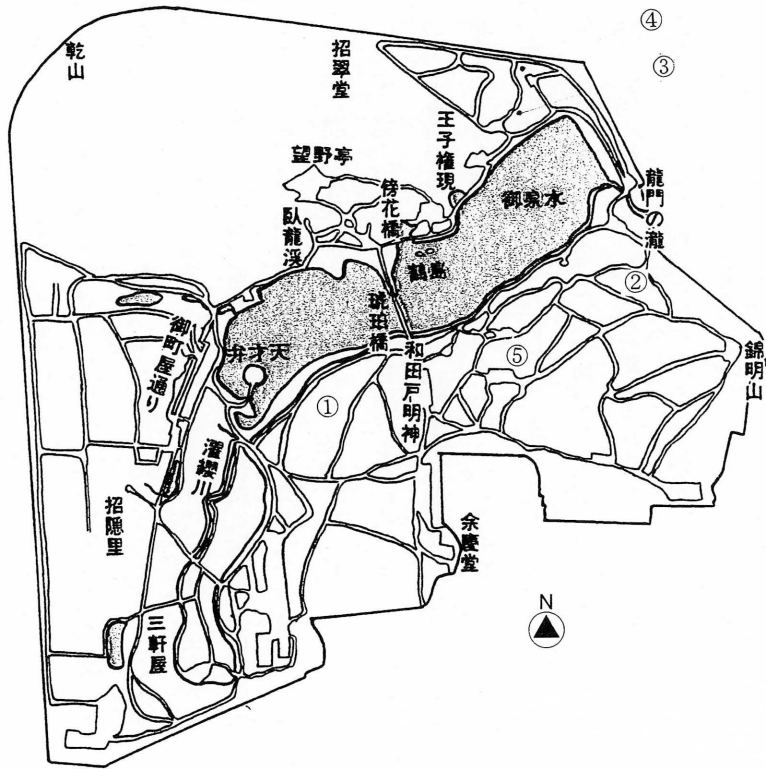 ④
③
乾山
招翠堂
王子権現
望野亭
傍花橋
御泉水
龍門の瀧
臥龍渓
鶴島
②
琥珀橋
御町屋通り
弁才天
和田戸明神
⑤
錦明山
①
濯纓川
招隠里
余慶堂
三軒屋
N